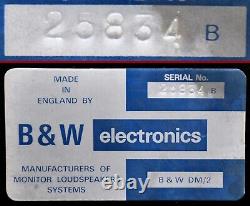 25834 B
MADE IN
ENGLAND BY
SERIAL No.
25834 B
B&W electronics
MANUFACTURERS OF
MONITOR LOUDSPEAKER
SYSTEMS
B & W DM/2